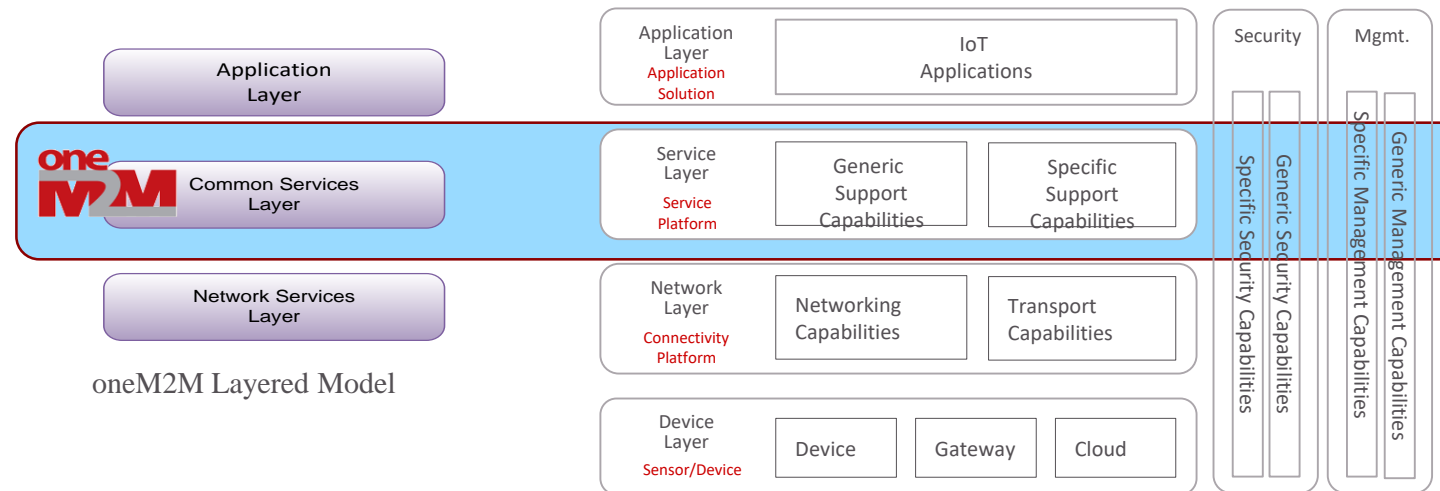 Application
Layer
one
M2M
Common Services
Layer
Network Services
Layer
oneM2M Layered Model
Application
Layer
Application
Solution
IoT
Applications
Service
Layer
Service
Platform
Generic
Support
Capabilities
Specific
Support
Capabilities
Network
Layer
Connectivity
Platform
Networking
Capabilities
Transport
Capabilities
Device
Layer
Sensor/Device
Device
Gateway
Cloud
Security
Specific Security Capabilities
Generic Security Capabilities
Mgmt.
Specific Management Capabilities
Generic Management Capabilities